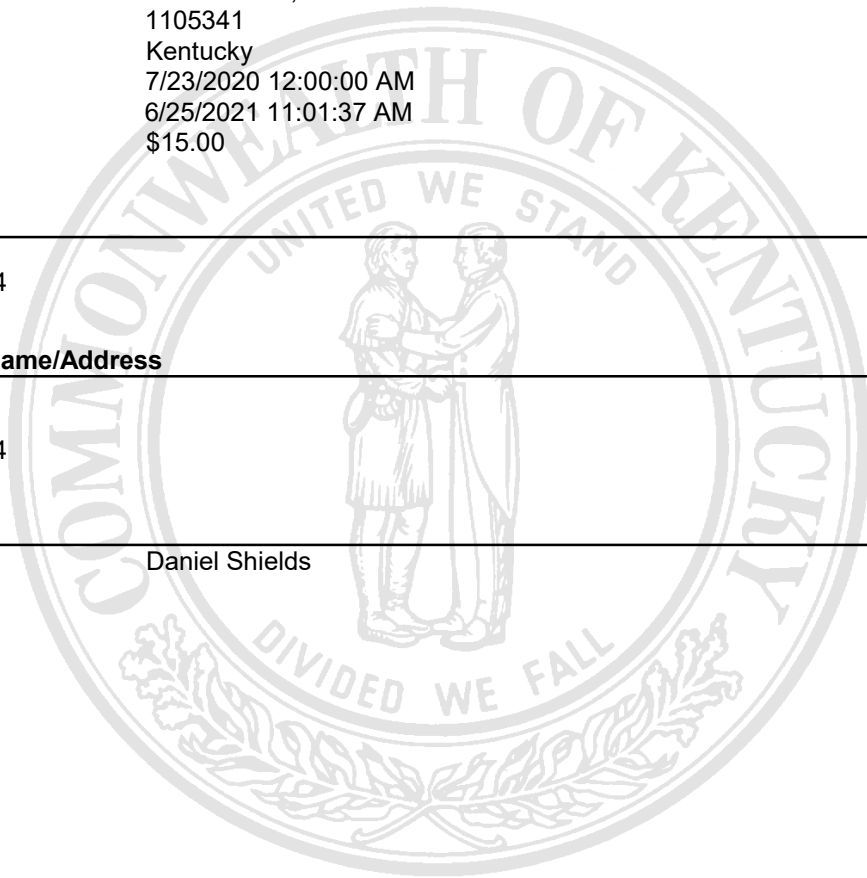 1105341
Kentucky
7/23/2020 12:00:00 AM
6/25/2021 11:01:37 AM
$15.00
COMMONWEALTH OF KENTUCKY
UNITED WE STAND
4
ame/Address
4
Daniel Shields
DIVIDED WE FALL